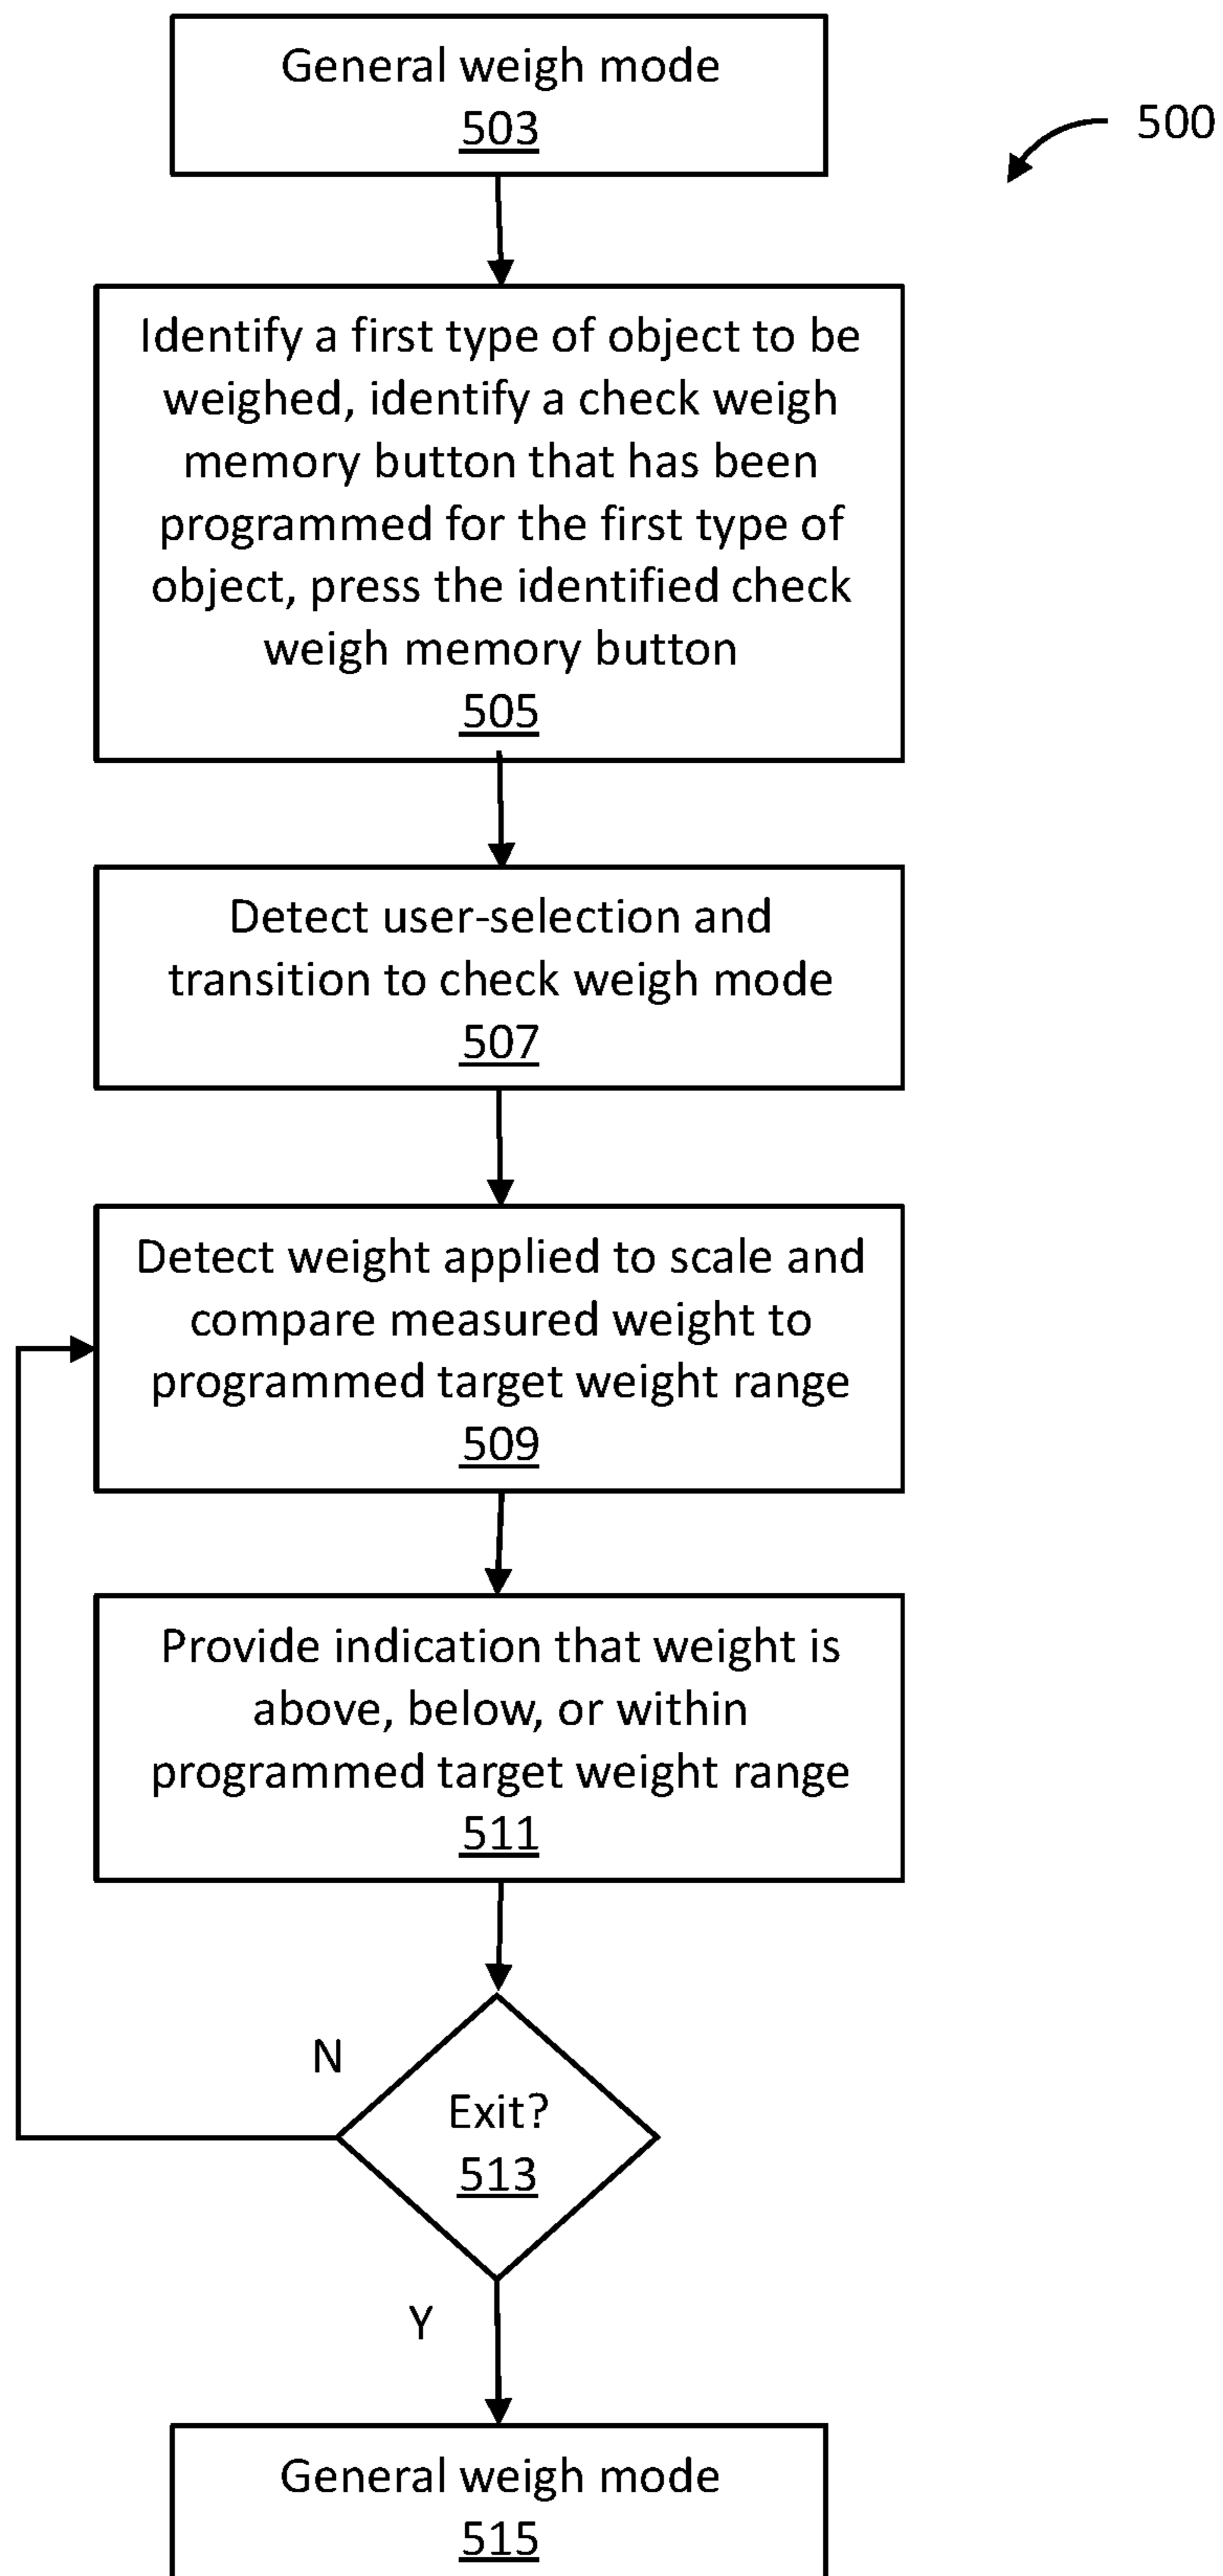 General weigh mode
503
500
Identify a first type of object to be
weighed, identify a check weigh
memory button that has been
programmed for the first type of
object, press the identified check
weigh memory button
505
Detect user-selection and
transition to check weigh mode
507
Detect weight applied to scale and
compare measured weight to
programmed target weight range
509
Provide indication that weight is
above, below, or within
programmed target weight range
511
N
Exit?
513
Y
General weigh mode
515